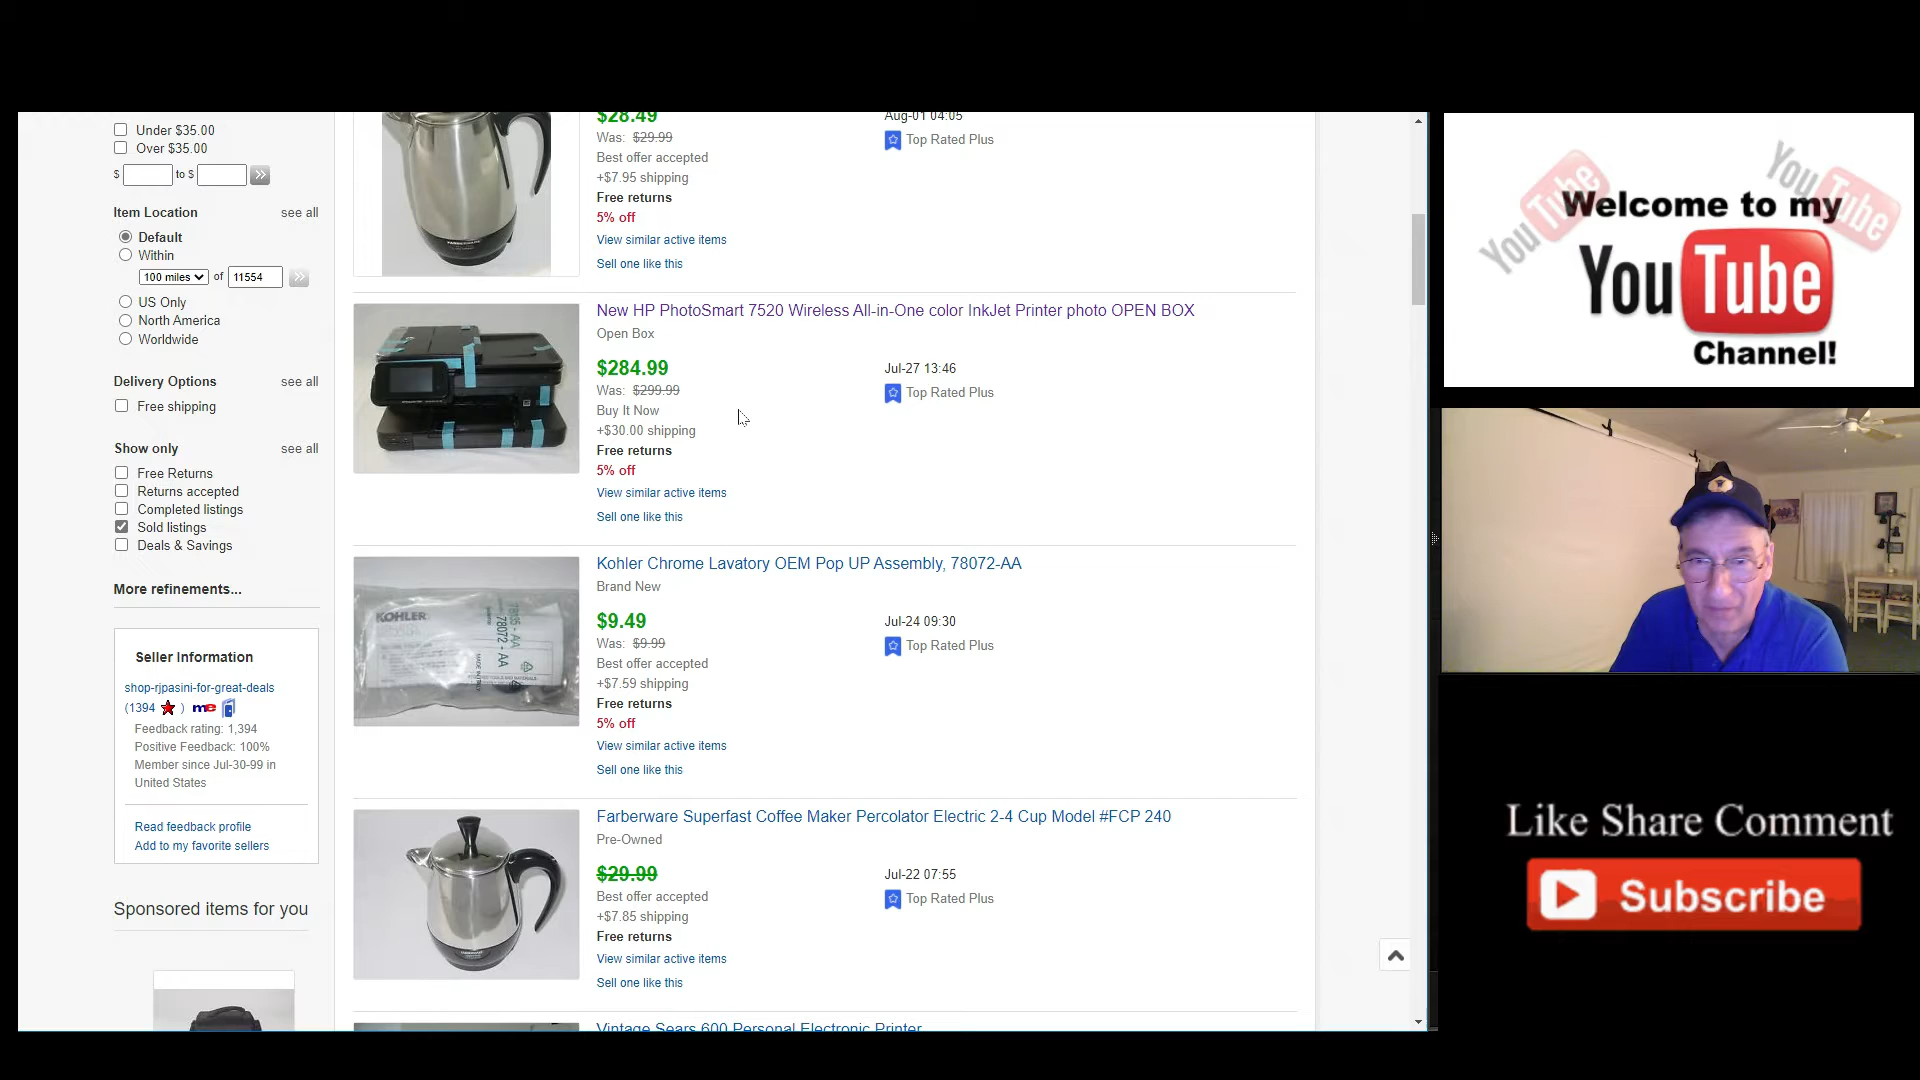 Under $35.00
Over $35.00
$ to $
Item Location see all
Default
Within
100 miles of 11554
US Only
North America
Worldwide
Delivery Options see all
Free shipping
Show only see all
Free Returns
Returns accepted
Completed listings
Sold listings
Deals & Savings
More refinements...
Seller Information
shop-rjpasini-for-great-deals
(1394 ) me
Feedback rating: 1,394
Positive Feedback: 100%
Member since Jul-30-99 in
United States
Read feedback profile
Add to my favorite sellers
Sponsored items for you
$28.49 Aug-01 04:05
Was: $29.99 Top Rated Plus
Best offer accepted
+$7.95 shipping
Free returns
5% off
View similar active items
Sell one like this
New HP PhotoSmart 7520 Wireless All-in-One color InkJet Printer photo OPEN BOX
Open Box
$284.99 Jul-27 13:46
Was: $299.99 Top Rated Plus
Buy It Now
+$30.00 shipping
Free returns
5% off
View similar active items
Sell one like this
Kohler Chrome Lavatory OEM Pop UP Assembly, 78072-AA
Brand New
KOHLER
78072 - AA
$9.49 Jul-24 09:30
Was: $9.99 Top Rated Plus
Best offer accepted
+$7.59 shipping
Free returns
5% off
View similar active items
Sell one like this
Farberware Superfast Coffee Maker Percolator Electric 2-4 Cup Model #FCP 240
Pre-Owned
$29.99 Jul-22 07:55
Best offer accepted Top Rated Plus
+$7.85 shipping
Free returns
View similar active items
Sell one like this
Vintage Sears 600 Personal Electronic Printer
YouTube
YouTube
Welcome to my
YouTube
Channel!
Like Share Comment
Subscribe